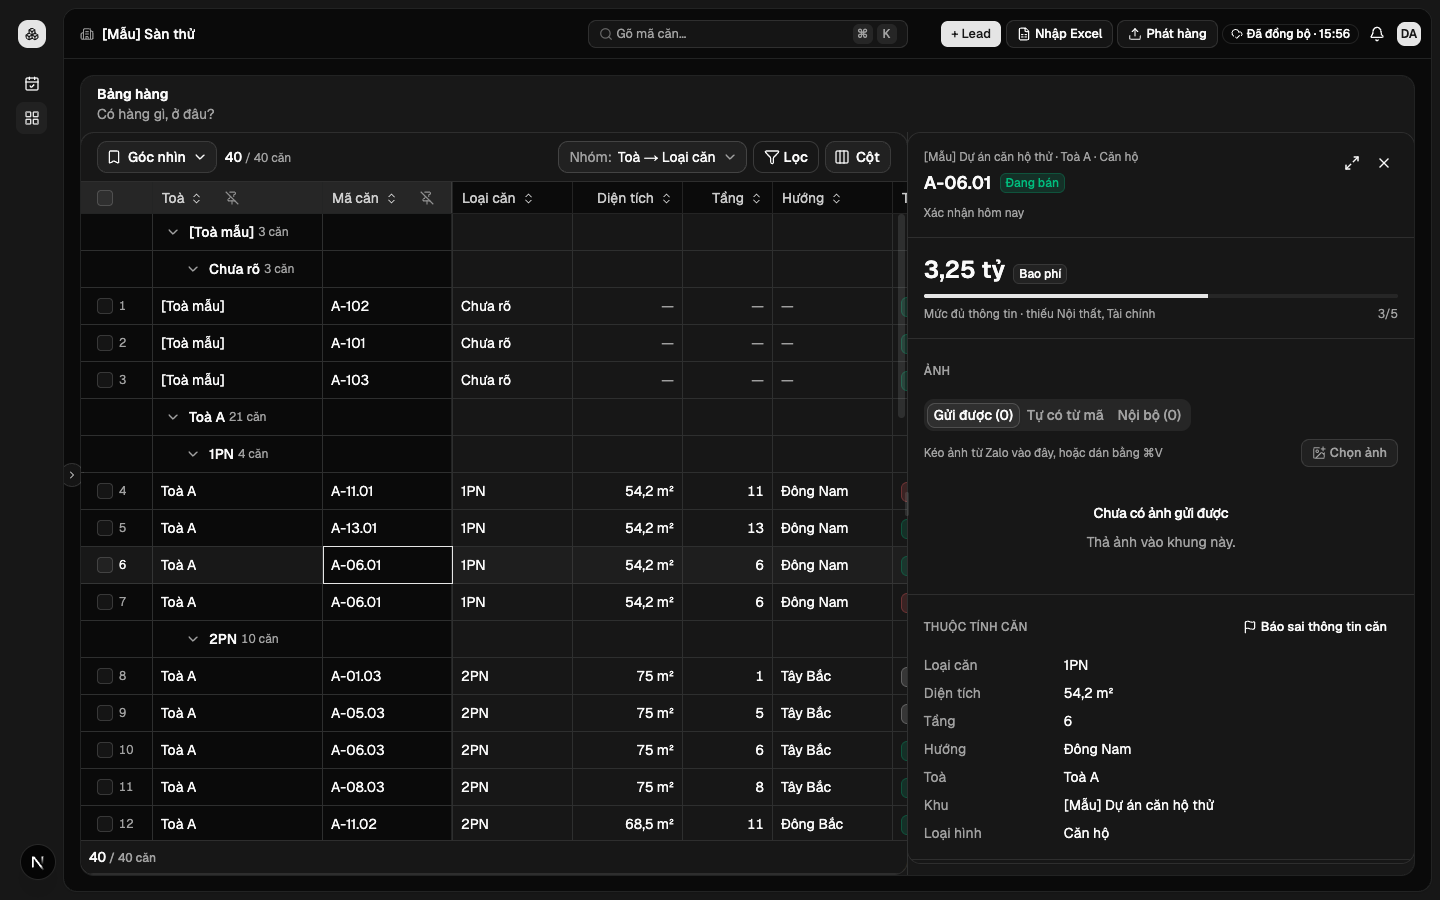 [Mẫu] Sàn thử
Gõ mã căn... ⌘ K
+ Lead
Nhập Excel
Phát hàng
Đã đồng bộ · 15:56
DA
Bảng hàng
Có hàng gì, ở đâu?
Góc nhìn
40 / 40 căn
Nhóm: Toà → Loại căn
Lọc
Cột
Toà Mã căn Loại căn Diện tích Tầng Hướng T
[Toà mẫu] 3 căn
Chưa rõ 3 căn
1 [Toà mẫu] A-102 Chưa rõ — — —
2 [Toà mẫu] A-101 Chưa rõ — — —
3 [Toà mẫu] A-103 Chưa rõ — — —
Toà A 21 căn
1PN 4 căn
4 Toà A A-11.01 1PN 54,2 m² 11 Đông Nam
5 Toà A A-13.01 1PN 54,2 m² 13 Đông Nam
6 Toà A A-06.01 1PN 54,2 m² 6 Đông Nam
7 Toà A A-06.01 1PN 54,2 m² 6 Đông Nam
2PN 10 căn
8 Toà A A-01.03 2PN 75 m² 1 Tây Bắc
9 Toà A A-05.03 2PN 75 m² 5 Tây Bắc
10 Toà A A-06.03 2PN 75 m² 6 Tây Bắc
11 Toà A A-08.03 2PN 75 m² 8 Tây Bắc
12 Toà A A-11.02 2PN 68,5 m² 11 Đông Bắc
40 / 40 căn
N
[Mẫu] Dự án căn hộ thử · Toà A · Căn hộ
A-06.01 Đang bán
Xác nhận hôm nay
3,25 tỷ Bao phí
Mức đủ thông tin · thiếu Nội thất, Tài chính 3/5
ẢNH
Gửi được (0) Tự có từ mã Nội bộ (0)
Kéo ảnh từ Zalo vào đây, hoặc dán bằng ⌘V
Chọn ảnh
Chưa có ảnh gửi được
Thả ảnh vào khung này.
THUỘC TÍNH CĂN
Báo sai thông tin căn
Loại căn 1PN
Diện tích 54,2 m²
Tầng 6
Hướng Đông Nam
Toà Toà A
Khu [Mẫu] Dự án căn hộ thử
Loại hình Căn hộ